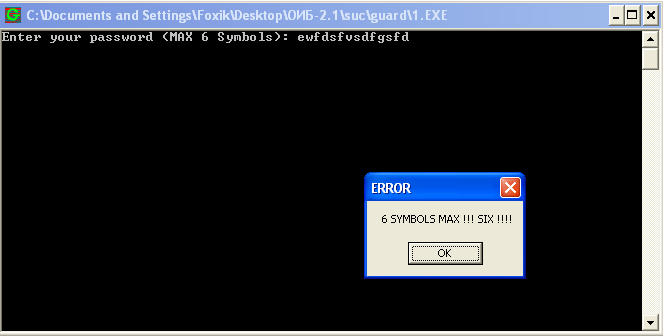 C:\Documents and Settings\Foxik\Desktop\ОИБ-2.1\suc\guard\1.EXE
Enter your password (MAX 6 Symbols): ewfdsfvsdfgsfd
ERROR
6 SYMBOLS MAX !!! SIX !!!!
OK